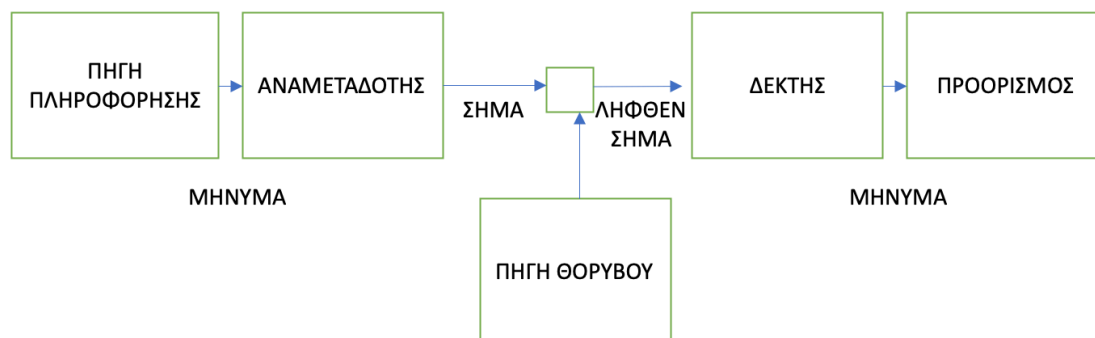 ΠΗΓΗ
ΠΛΗΡΟΦΟΡΗΣΗΣ
ΑΝΑΜΕΤΑΔΟΤΗΣ
ΣΗΜΑ
ΛΗΦΘΕΝ
ΣΗΜΑ
ΔΕΚΤΗΣ
ΠΡΟΟΡΙΣΜΟΣ
ΜΗΝΥΜΑ
ΜΗΝΥΜΑ
ΠΗΓΗ ΘΟΡΥΒΟΥ